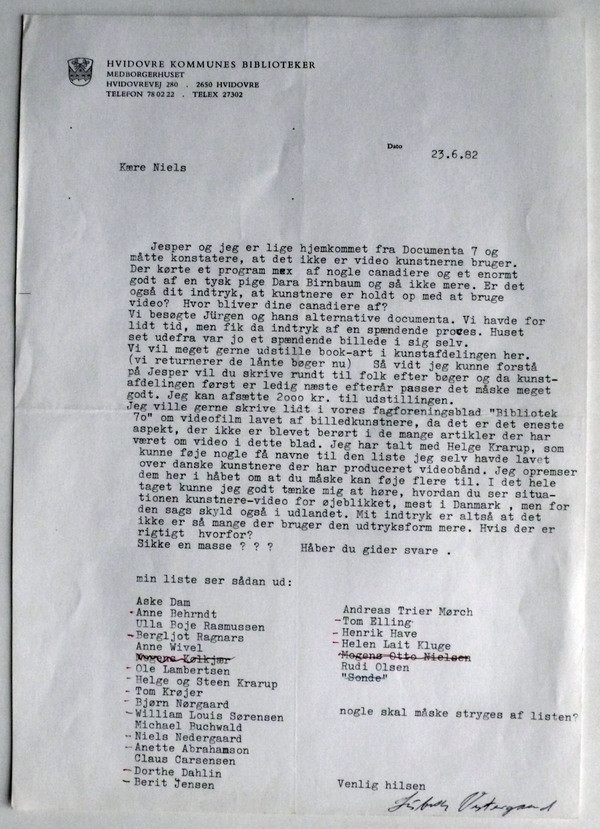 HVIDOVRE KOMMUNES BIBLIOTEKER
MEDBORGERHUSET
HVIDOVREVEJ 280 . 2650 HVIDOVRE
TELEFON 78 02 22 . TELEX 27302
Dato
23.6.82
Kære Niels
Jesper og jeg er lige hjemkommet fra Documenta 7 og
måtte konstatere, at det ikke er video kunstnerne bruger.
Der kørte et program af nogle canadiere og et enormt
godt af en tysk pige Dara Birnbaum og så ikke mere. Er det
også dit indtryk, at kunstnere er holdt op med at bruge
video? Hvor bliver dine canadiere af?
Vi besøgte Jürgen og hans alternative documenta. Vi havde for
lidt tid, men fik da indtryk af en spændende proces. Huset
set udefra var jo et spændende billede i sig selv.
Vi vil meget gerne udstille book-art i kunstafdelingen her.
(vi returnerer de lånte bøger nu) Så vidt jeg kunne forstå
på Jesper vil du skrive rundt til folk efter bøger og da kunst-
afdelingen først er ledig næste efterår passer det måske meget
godt. Jeg kan afsætte 2ooo kr. til udstillingen.
Jeg ville gerne skrive lidt i vores fagforeningsblad "Bibliotek
7o" om videofilm lavet af billedkunstnere, da det er det eneste
aspekt, der ikke er blevet berørt i de mange artikler der har
været om video i dette blad. Jeg har talt med Helge Krarup, som
kunne føje nogle få navne til den liste jeg selv havde lavet
over danske kunstnere der har produceret videobånd. Jeg opremser
dem her i håbet om at du måske kan føje flere til. I det hele
taget kunne jeg godt tænke mig at høre, hvordan du ser situa-
tionen kunstnere-video for øjeblikket, mest i Danmark , men for
den sags skyld også i udlandet. Mit indtryk er altså at det
ikke er så mange der bruger den udtryksform mere. Hvis der er
rigtigt hvorfor?
Sikke en masse ? ? ? Håber du gider svare .
min liste ser sådan ud:
Aske Dam
- Anne Behrndt
Ulla Boje Rasmussen
- Bergljot Ragnars
Anne Wivel
Mogens Kølkjær
- Ole Lambertsen
- Helge og Steen Krarup
- Tom Krøjer
- Bjørn Nørgaard
- William Louis Sørensen
Michael Buchwald
- Niels Nedergaard
- Anette Abrahamson
Claus Carsensen
- Dorthe Dahlin
- Berit Jensen
Andreas Trier Mørch
- Tom Elling
- Henrik Have
- Helen Lait Kluge
Mogens Otto Nielsen
Rudi Olsen
"Sonde"
nogle skal måske stryges af listen?
Venlig hilsen